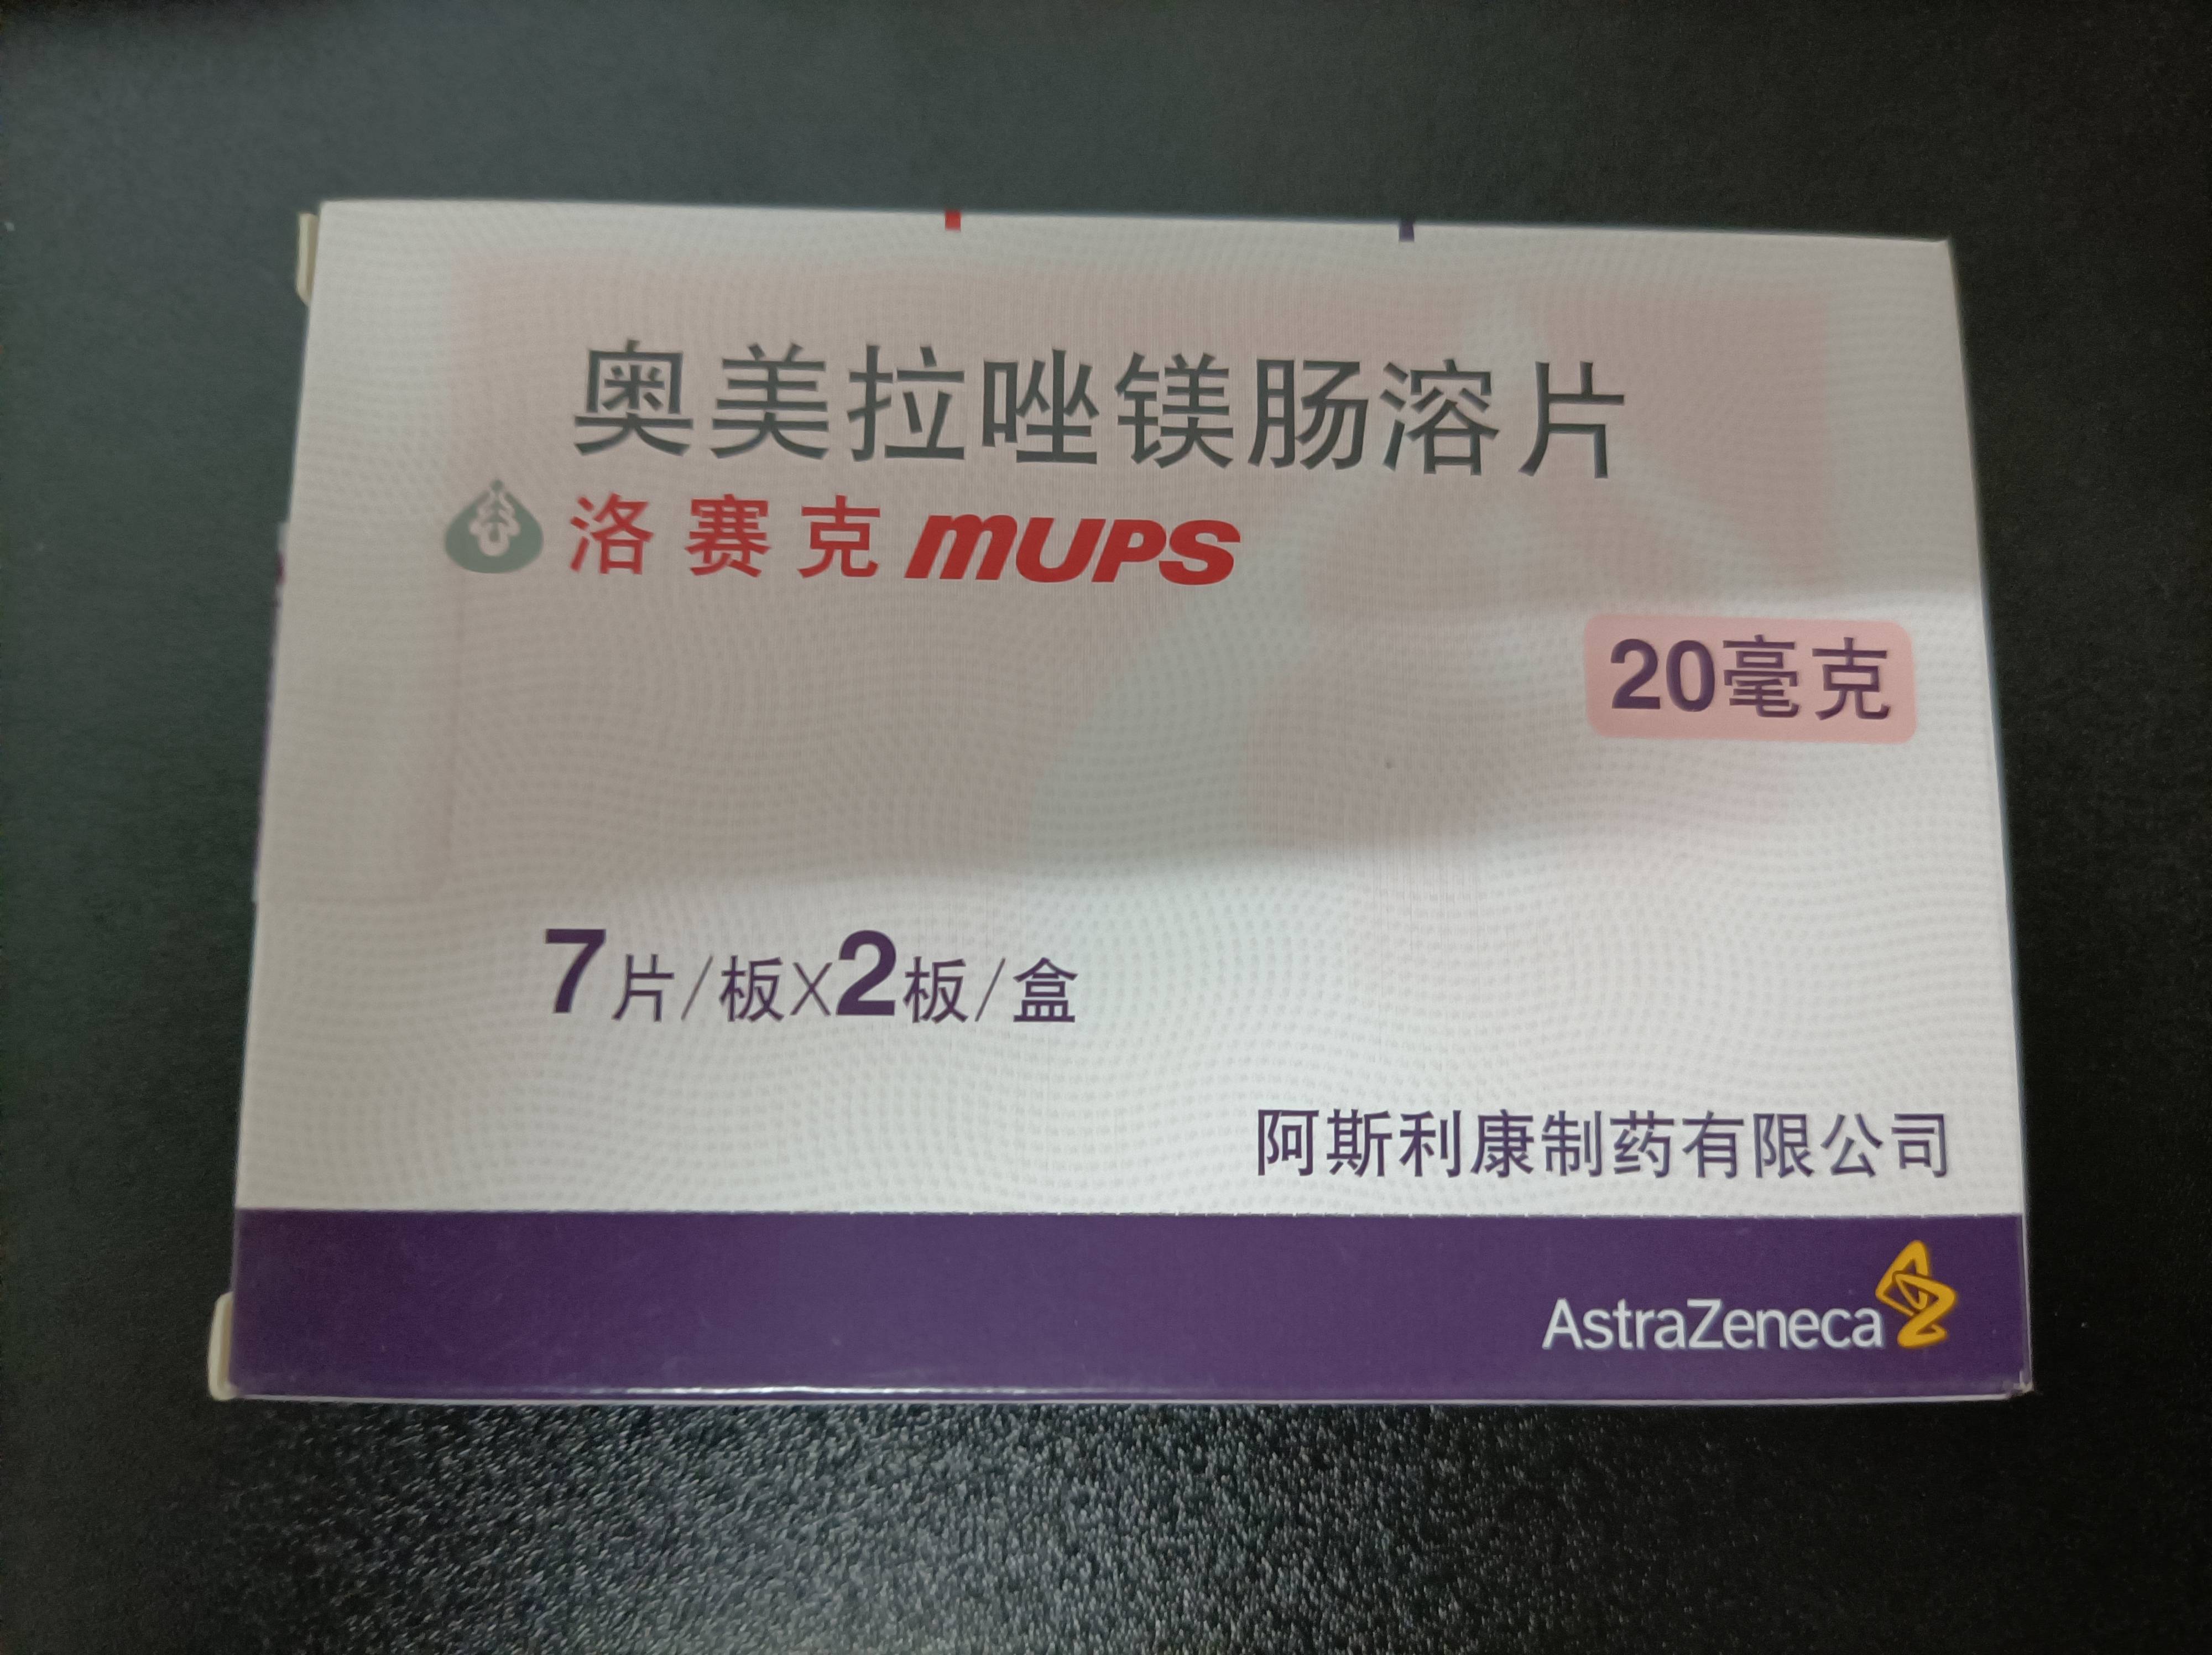 奥美拉唑镁肠溶片
洛赛克 MUPS
20毫克
7片/板X2板/盒
阿斯利康制药有限公司
AstraZeneca